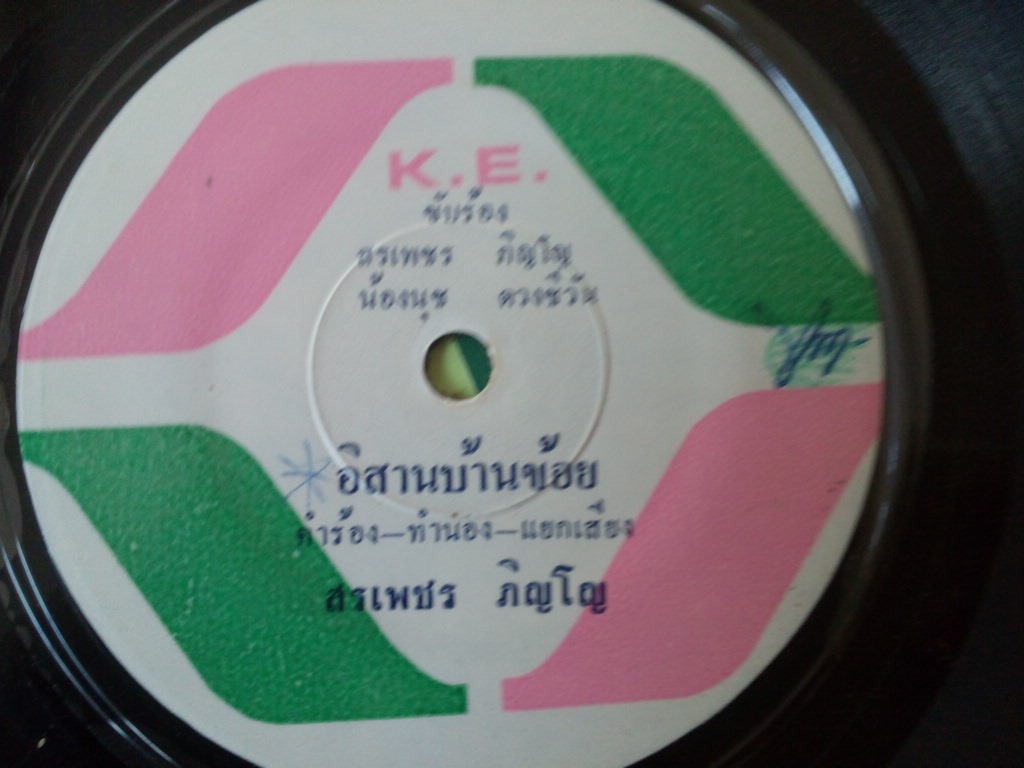 K.E.
ขับร้อง
สรเพชร ภิญโญ
น้องนุช ดวงชีวัน
อีสานบ้านข้อย
คำร้อง—ทำนอง—แยกเสียง
สรเพชร ภิญโญ